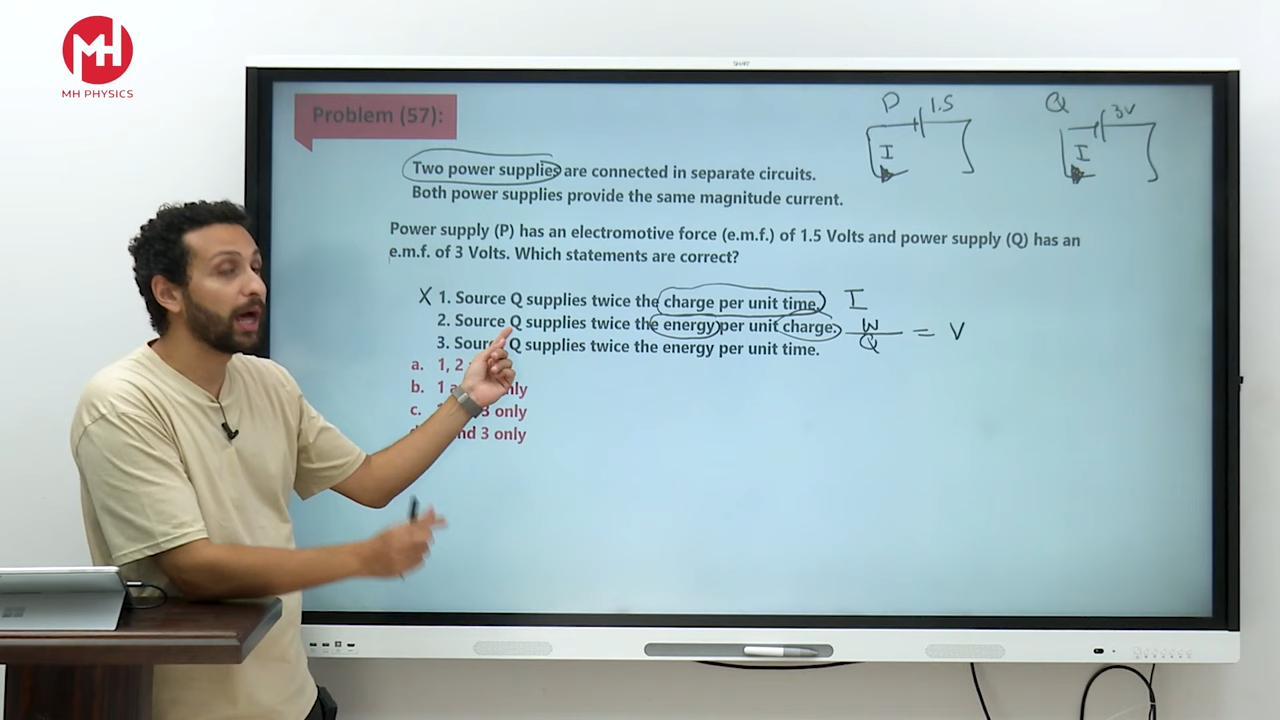 MH
MH PHYSICS
SMART
Problem (57):
P 1.5
I
Q 3V
I
Two power supplies are connected in separate circuits.
Both power supplies provide the same magnitude current.
Power supply (P) has an electromotive force (e.m.f.) of 1.5 Volts and power supply (Q) has an
e.m.f. of 3 Volts. Which statements are correct?
X 1. Source Q supplies twice the charge per unit time. I
2. Source Q supplies twice the energy per unit charge. W/Q = V
3. Sour Q supplies twice the energy per unit time.
a. 1, 2
b. 1 a nly
c. 3 only
nd 3 only